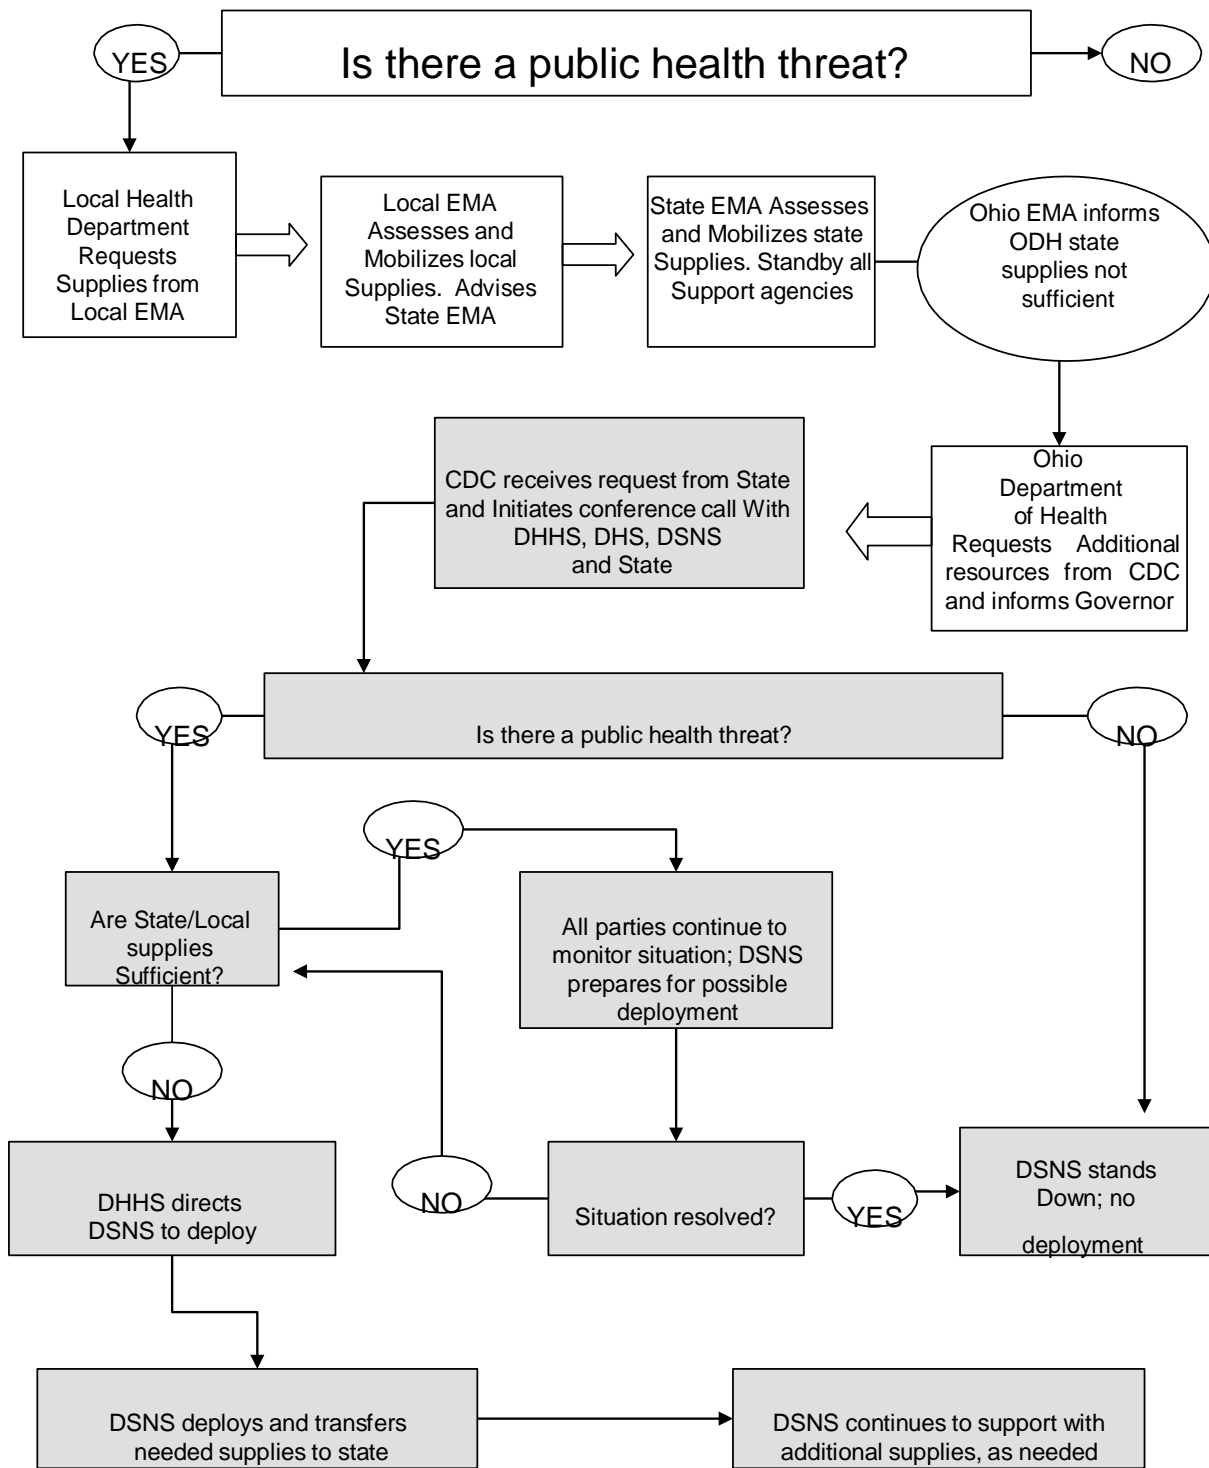 YES
Is there a public health threat?
NO
Local Health
Department
Requests
Supplies from
Local EMA
Local EMA
Assesses and
Mobilizes local
Supplies. Advises
State EMA
State EMA Assesses
and Mobilizes state
Supplies. Standby all
Support agencies
Ohio EMA informs
ODH state
supplies not
sufficient
CDC receives request from State
and Initiates conference call With
DHHS, DHS, DSNS
and State
Ohio
Department
of Health
Requests Additional
resources from CDC
and informs Governor
YES
Is there a public health threat?
NO
YES
Are State/Local
supplies
Sufficient?
All parties continue to
monitor situation; DSNS
prepares for possible
deployment
NO
DHHS directs
DSNS to deploy
NO
Situation resolved?
YES
DSNS stands
Down; no
deployment
DSNS deploys and transfers
needed supplies to state
DSNS continues to support with
additional supplies, as needed